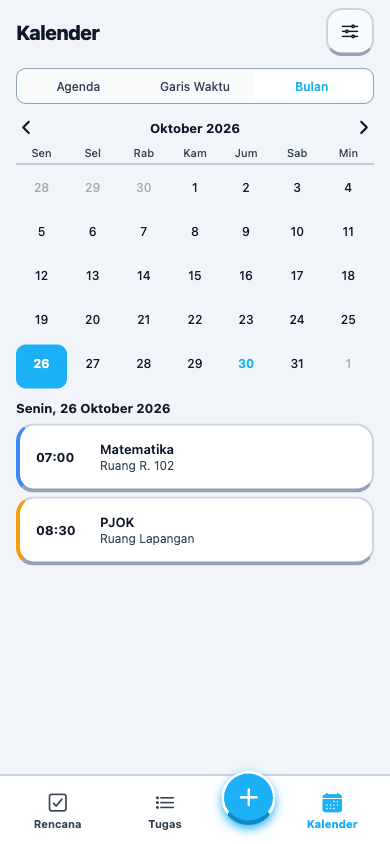 Kalender
Agenda Garis Waktu Bulan
Oktober 2026
Sen Sel Rab Kam Jum Sab Min
28 29 30 1 2 3 4
5 6 7 8 9 10 11
12 13 14 15 16 17 18
19 20 21 22 23 24 25
26 27 28 29 30 31 1
Senin, 26 Oktober 2026
07:00 Matematika
Ruang R. 102
08:30 PJOK
Ruang Lapangan
Rencana Tugas Kalender